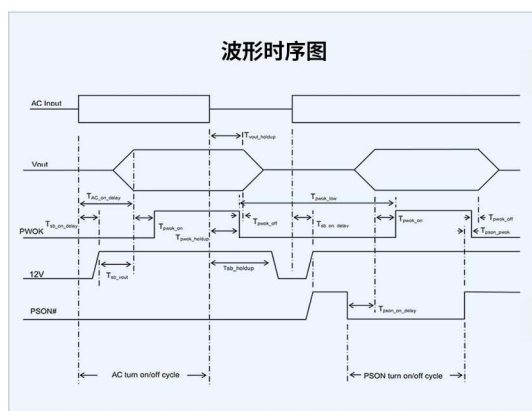 波形时序图
AC Input
Tvout_holdup
Vout
TAC_on_delay
Tpwok_low
Tsb_on_delay
Tpwok_on
Tpwok_off
Tsb_on_delay
Tpwok_on
Tpwok_off
PWOK
Tpwok_holdup
Tpson_pwok
12V
Tsb_vout
Tsb_holdup
PSON#
Tpson_on_delay
AC turn on/off cycle
PSON turn on/off cycle